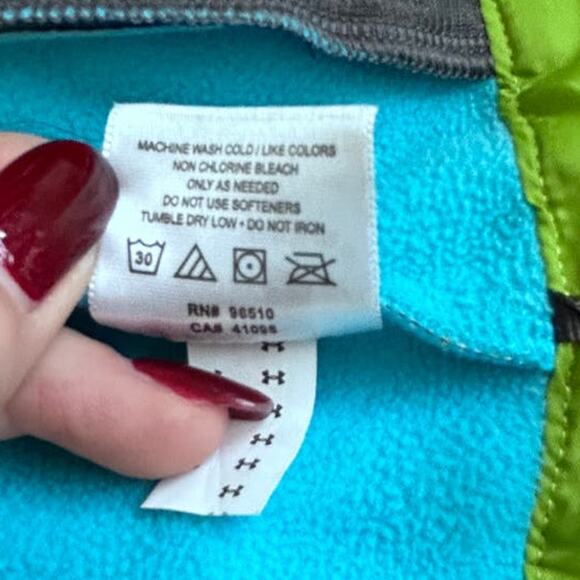 MACHINE WASH COLD / LIKE COLORS
NON CHLORINE BLEACH
ONLY AS NEEDED
DO NOT USE SOFTENERS
TUMBLE DRY LOW • DO NOT IRON
30
RN# 96510
CA# 41098